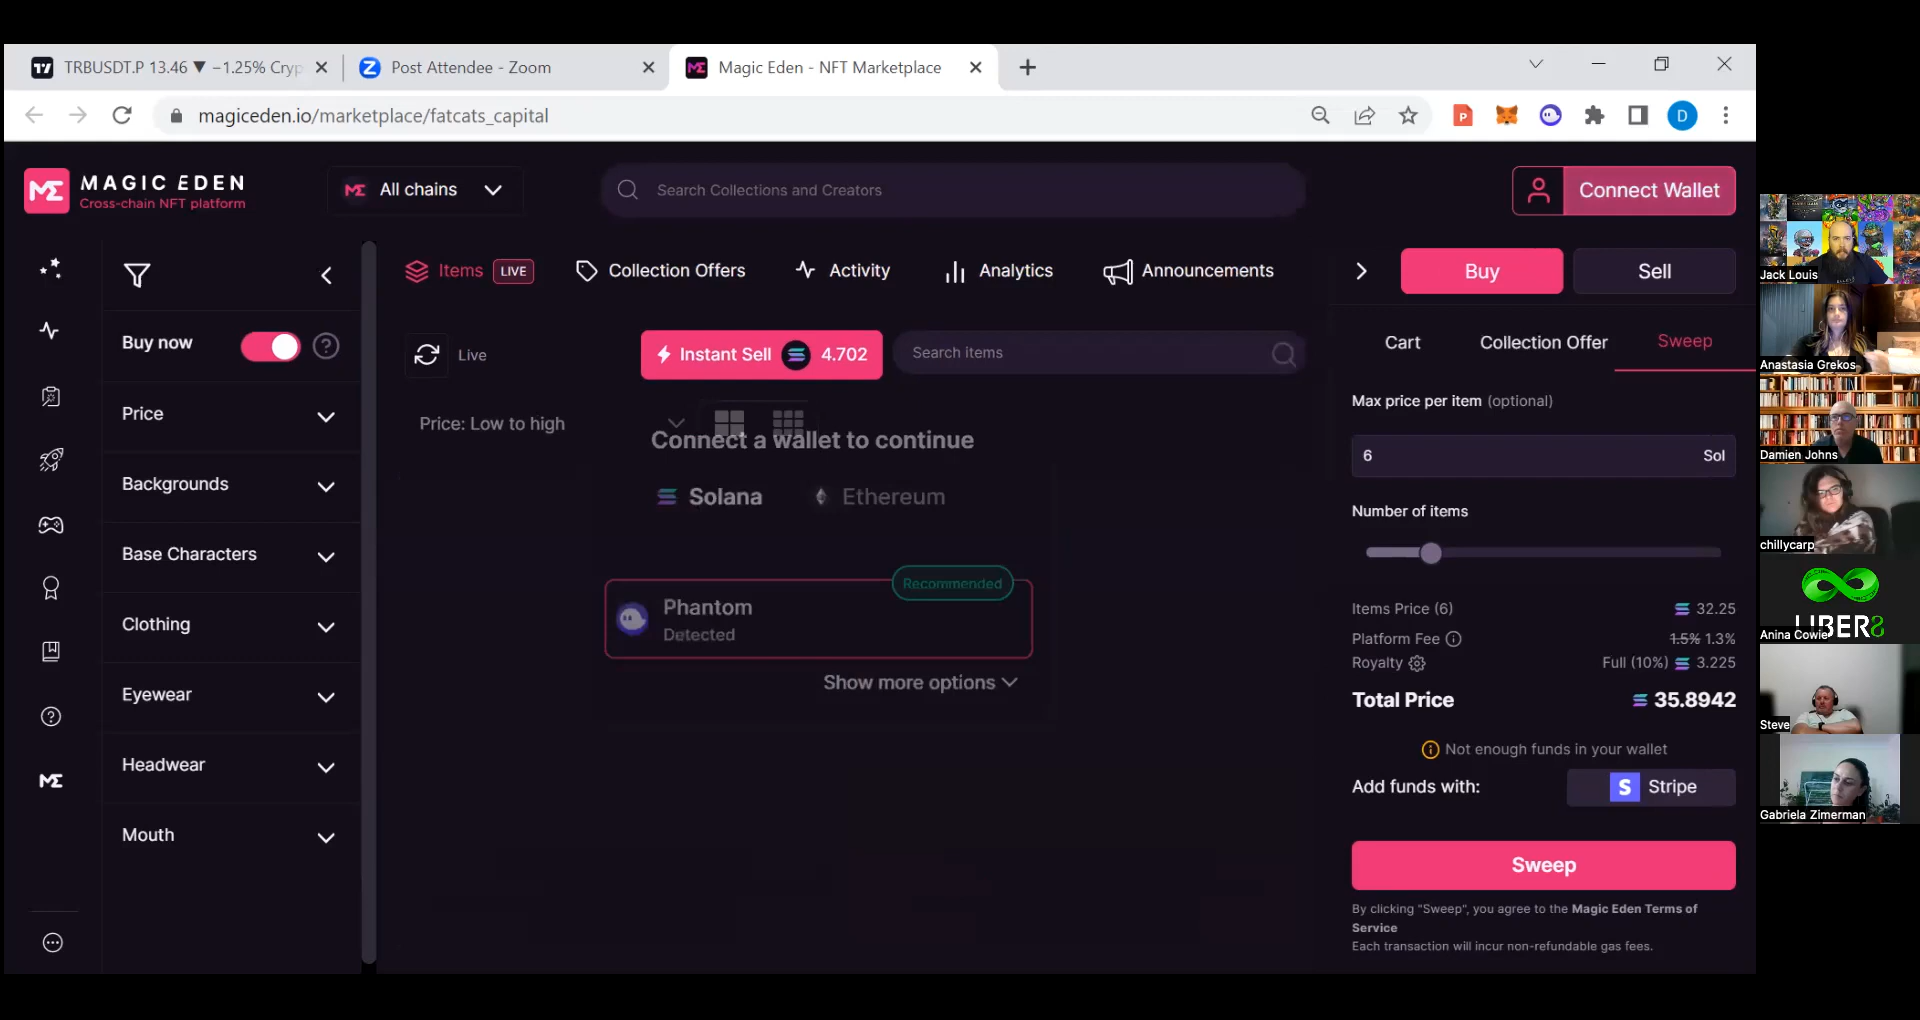 TRBUSDT.P 13.46 ▼ −1.25% Cryp
Post Attendee - Zoom
Magic Eden - NFT Marketplace
magiceden.io/marketplace/fatcats_capital
P
D
MAGIC EDEN
Cross-chain NFT platform
All chains
Search Collections and Creators
Connect Wallet
Items LIVE
Collection Offers
Activity
Analytics
Announcements
Buy
Sell
Buy now
Live
Instant Sell 4.702
Search items
Cart
Collection Offer
Sweep
Price
Price: Low to high
Max price per item (optional)
6 Sol
Connect a wallet to continue
Backgrounds
Solana
Ethereum
Number of items
Base Characters
Recommended
Phantom
Detected
Clothing
Show more options
Items Price (6) 32.25
Platform Fee 1.5% 1.3%
Royalty Full (10%) 3.225
Total Price 35.8942
Eyewear
Not enough funds in your wallet
Add funds with: S Stripe
Headwear
Mouth
Sweep
By clicking "Sweep", you agree to the Magic Eden Terms of
Service
Each transaction will incur non-refundable gas fees.
Jack Louis
Anastasia Grekos
Damien Johns
chillycarp
LIBER8
Anina Cowie
Steve
Gabriela Zimerman